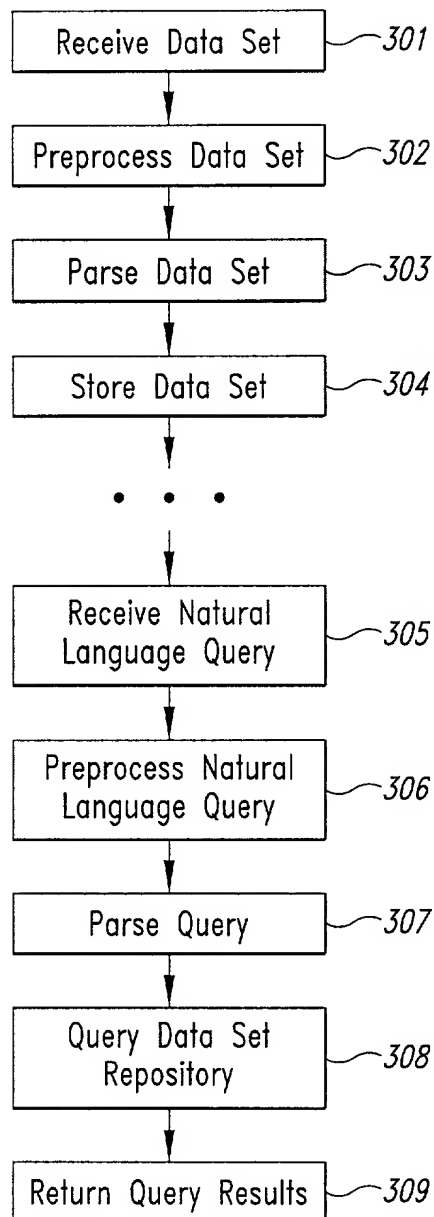 Receive Data Set 301
Preprocess Data Set 302
Parse Data Set 303
Store Data Set 304
• • •
Receive Natural
Language Query 305
Preprocess Natural
Language Query 306
Parse Query 307
Query Data Set
Repository 308
Return Query Results 309